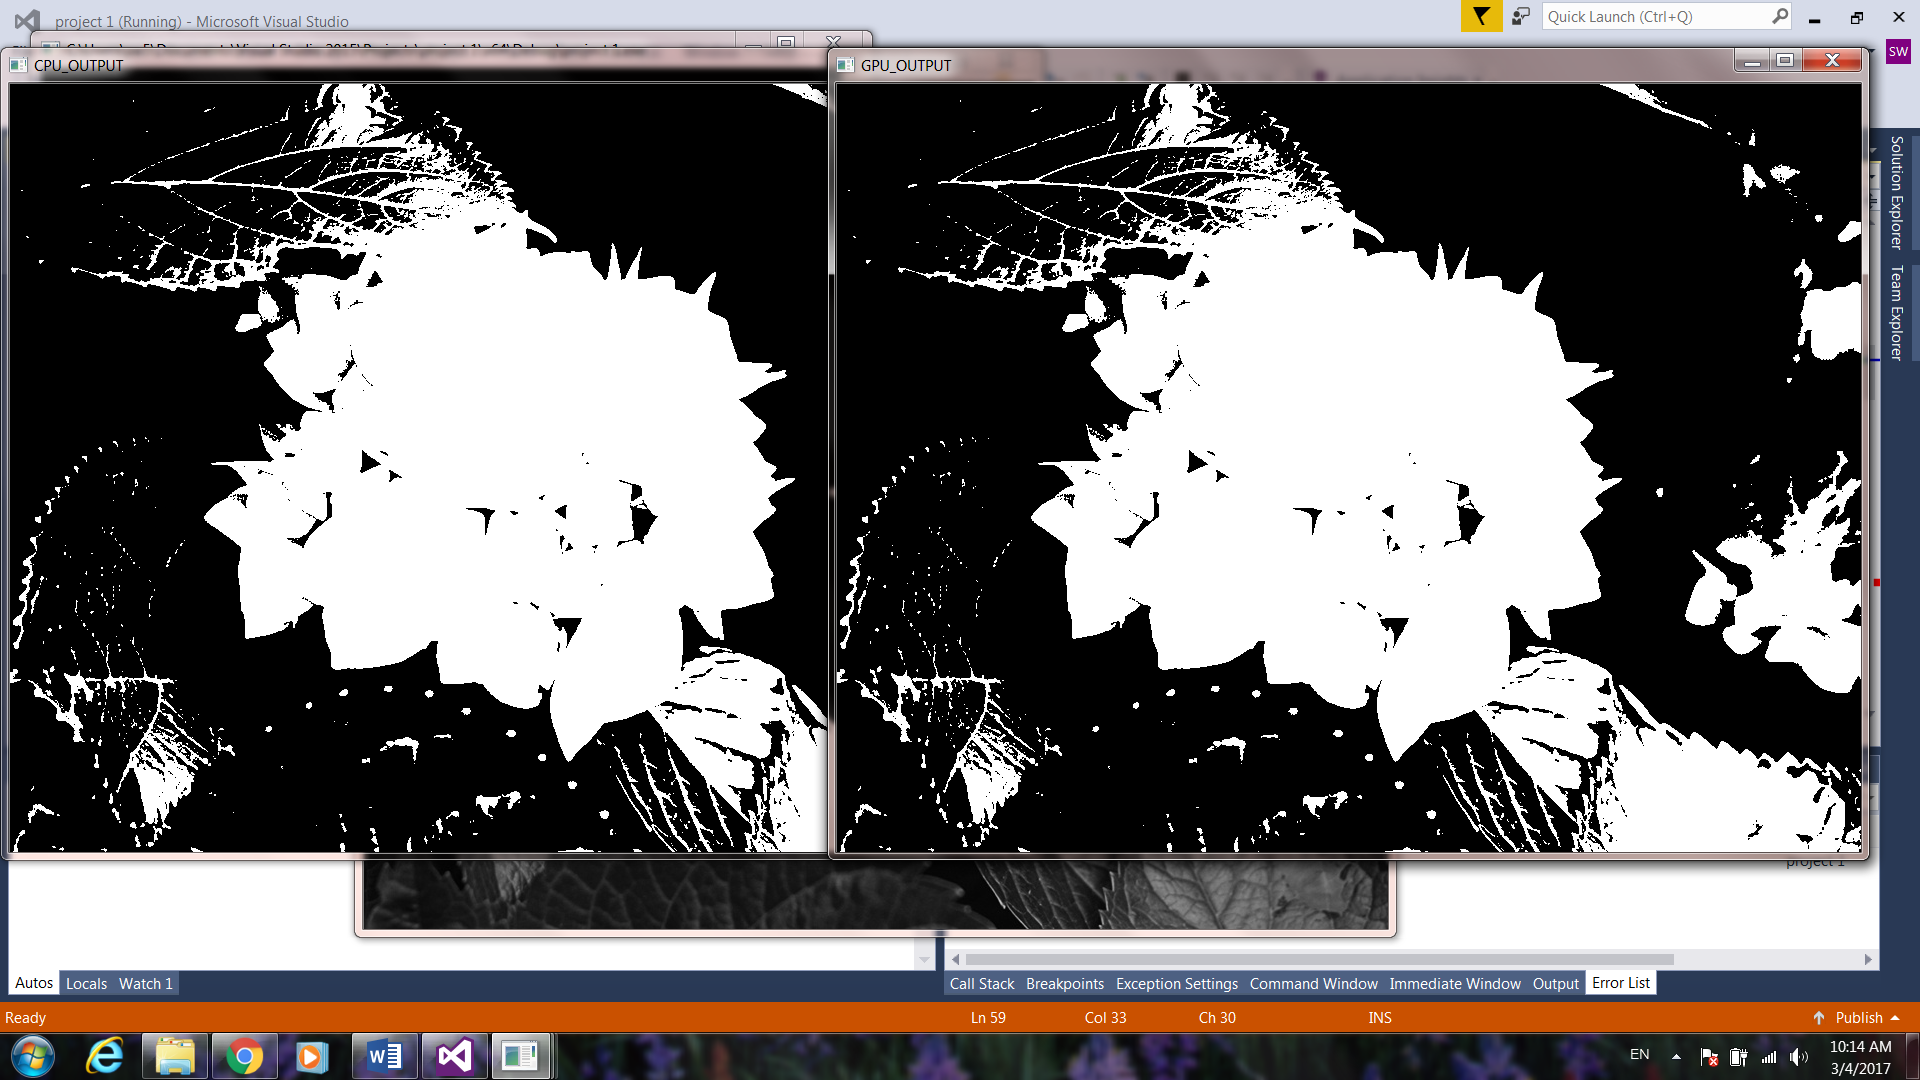 project 1 (Running) - Microsoft Visual Studio
Quick Launch (Ctrl+Q)
SW
CPU_OUTPUT
GPU_OUTPUT
Solution Explorer
Team Explorer
project 1
Autos Locals Watch 1
Call Stack Breakpoints Exception Settings Command Window Immediate Window Output Error List
Ready
Ln 59 Col 33 Ch 30 INS
Publish
EN
10:14 AM
3/4/2017